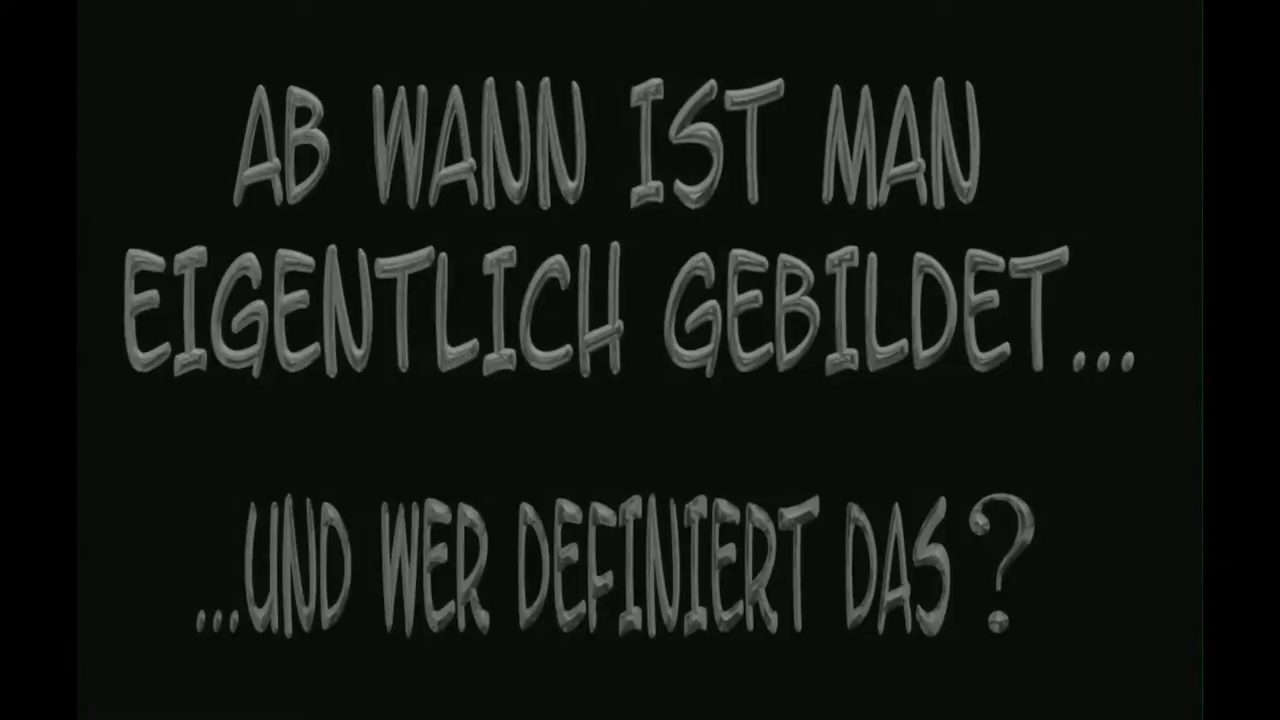 AB WANN IST MAN
EIGENTLICH GEBILDET...
...UND WER DEFINIERT DAS?